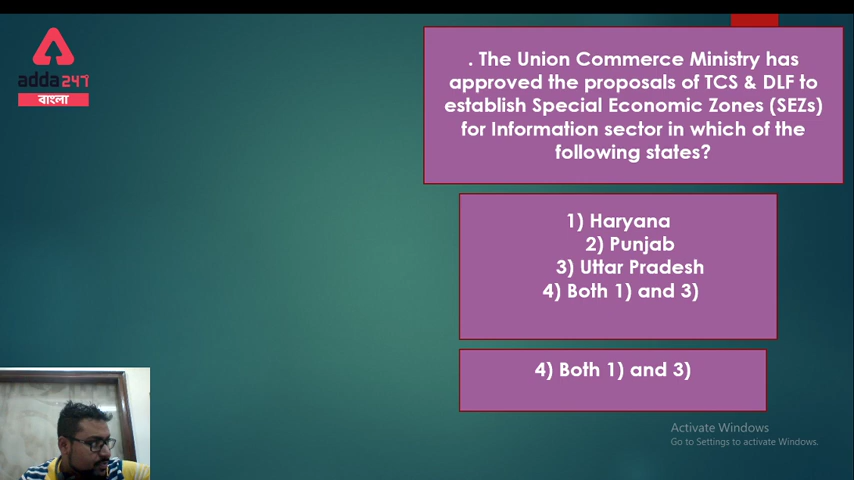 adda247
বাংলা
. The Union Commerce Ministry has
approved the proposals of TCS & DLF to
establish Special Economic Zones (SEZs)
for Information sector in which of the
following states?
1) Haryana
2) Punjab
3) Uttar Pradesh
4) Both 1) and 3)
4) Both 1) and 3)
Activate Windows
Go to Settings to activate Windows.